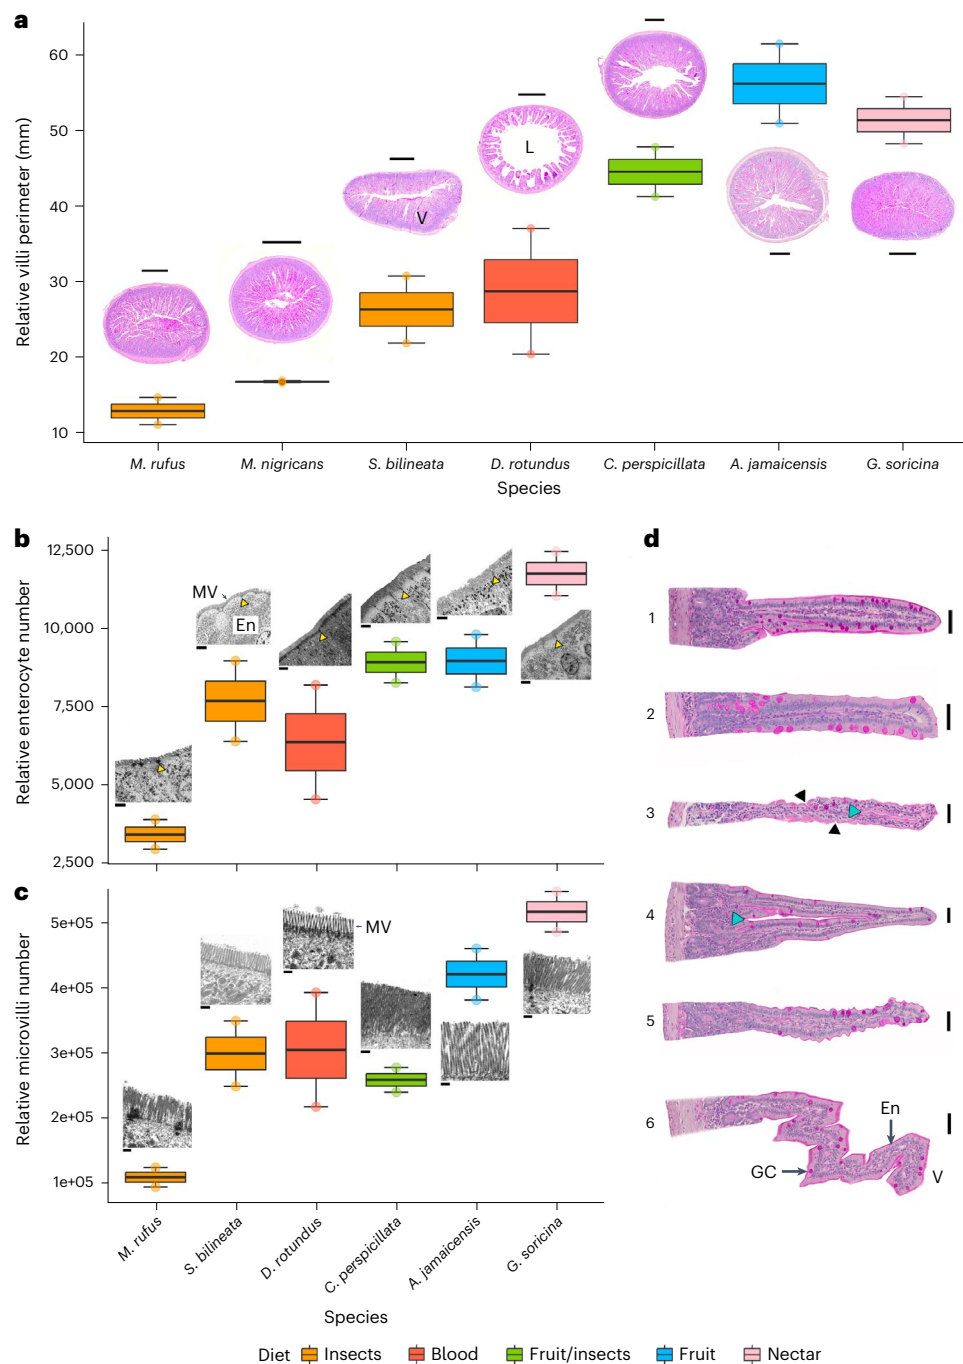 a
Relative villi perimeter (mm)
60
50
40
30
20
10
V
L
M. rufus
M. nigricans
S. bilineata
D. rotundus
C. perspicillata
A. jamaicensis
G. soricina
Species
b
Relative enterocyte number
12,500
10,000
7,500
5,000
2,500
MV
En
c
Relative microvilli number
5e+05
4e+05
3e+05
2e+05
1e+05
MV
M. rufus
S. bilineata
D. rotundus
C. perspicillata
A. jamaicensis
G. soricina
Species
d
1
2
3
4
5
6
En
GC
V
Diet Insects Blood Fruit/insects Fruit Nectar